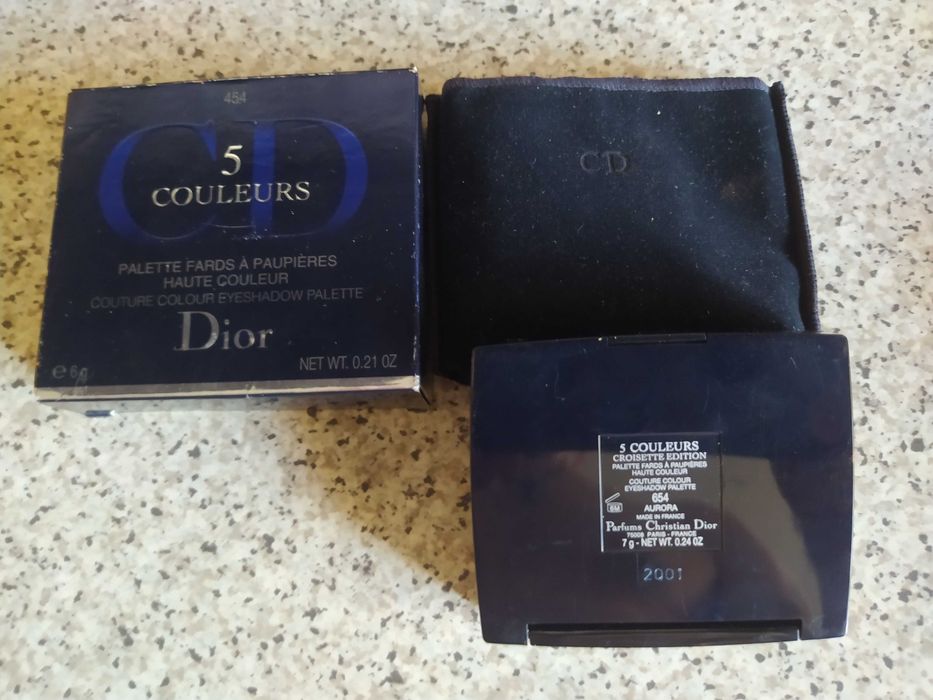 454
CD
5
COULEURS
PALETTE FARDS À PAUPIÈRES
HAUTE COULEUR
COUTURE COLOUR EYESHADOW PALETTE
Dior
℮ 6 g
NET WT. 0.21 OZ
CD
5 COULEURS
CROISETTE EDITION
PALETTE FARDS À PAUPIÈRES
HAUTE COULEUR
COUTURE COLOUR
EYESHADOW PALETTE
654
AURORA
6M
MADE IN FRANCE
Parfums Christian Dior
75008 PARIS - FRANCE
7 g - NET WT. 0.24 OZ
2001